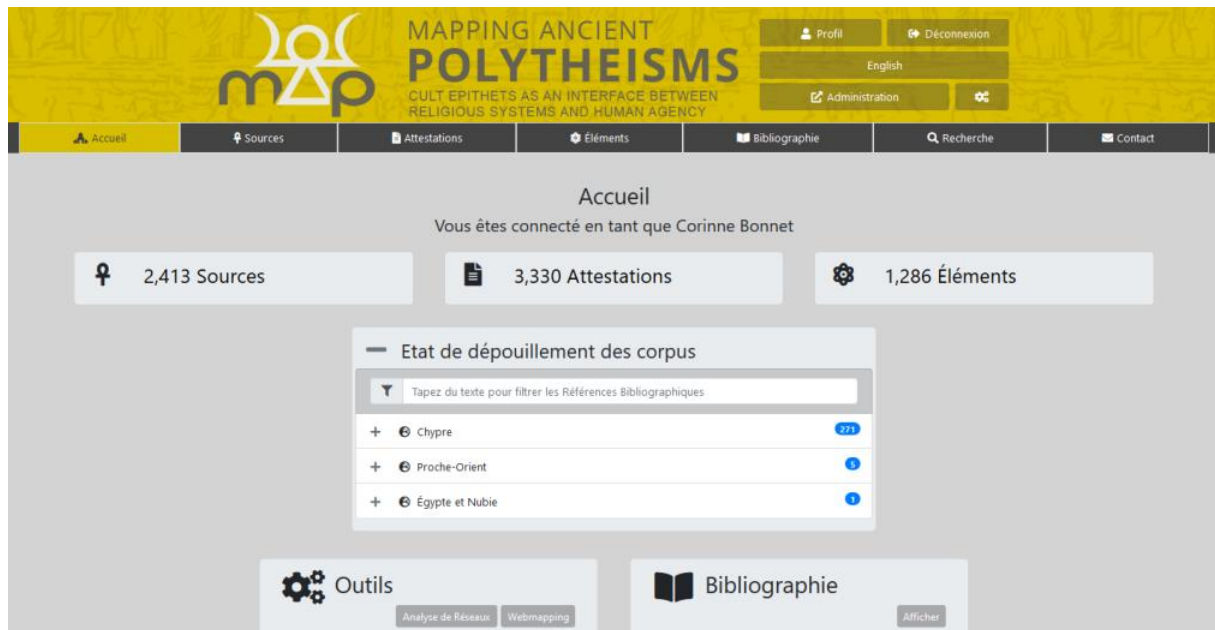 map
MAPPING ANCIENT
POLYTHEISMS
CULT EPITHETS AS AN INTERFACE BETWEEN
RELIGIOUS SYSTEMS AND HUMAN AGENCY
Profil
Déconnexion
English
Administration
Accueil
Sources
Attestations
Éléments
Bibliographie
Recherche
Contact
Accueil
Vous êtes connecté en tant que Corinne Bonnet
2,413 Sources
3,330 Attestations
1,286 Éléments
Etat de dépouillement des corpus
Tapez du texte pour filtrer les Références Bibliographiques
Chypre 271
Proche-Orient 5
Égypte et Nubie 1
Outils
Analyse de Réseaux
Webmapping
Bibliographie
Afficher